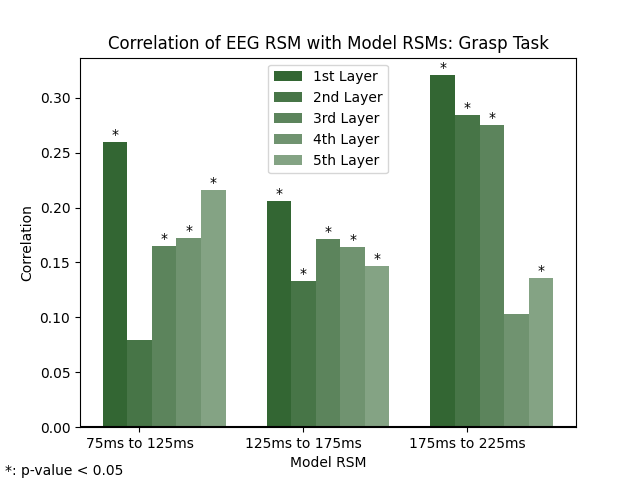 Correlation of EEG RSM with Model RSMs: Grasp Task
1st Layer
2nd Layer
3rd Layer
4th Layer
5th Layer
* * * * * * * * * * * * *
Correlation
0.30
0.25
0.20
0.15
0.10
0.05
0.00
75ms to 125ms
125ms to 175ms
175ms to 225ms
Model RSM
*: p-value < 0.05